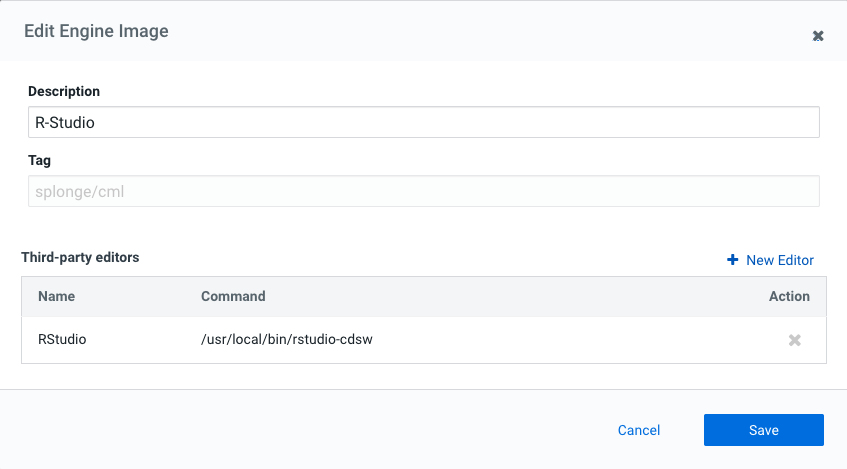 Edit Engine Image
Description
R-Studio
Tag
splonge/cml
Third-party editors
New Editor
Name Command Action
RStudio /usr/local/bin/rstudio-cdsw
Cancel Save